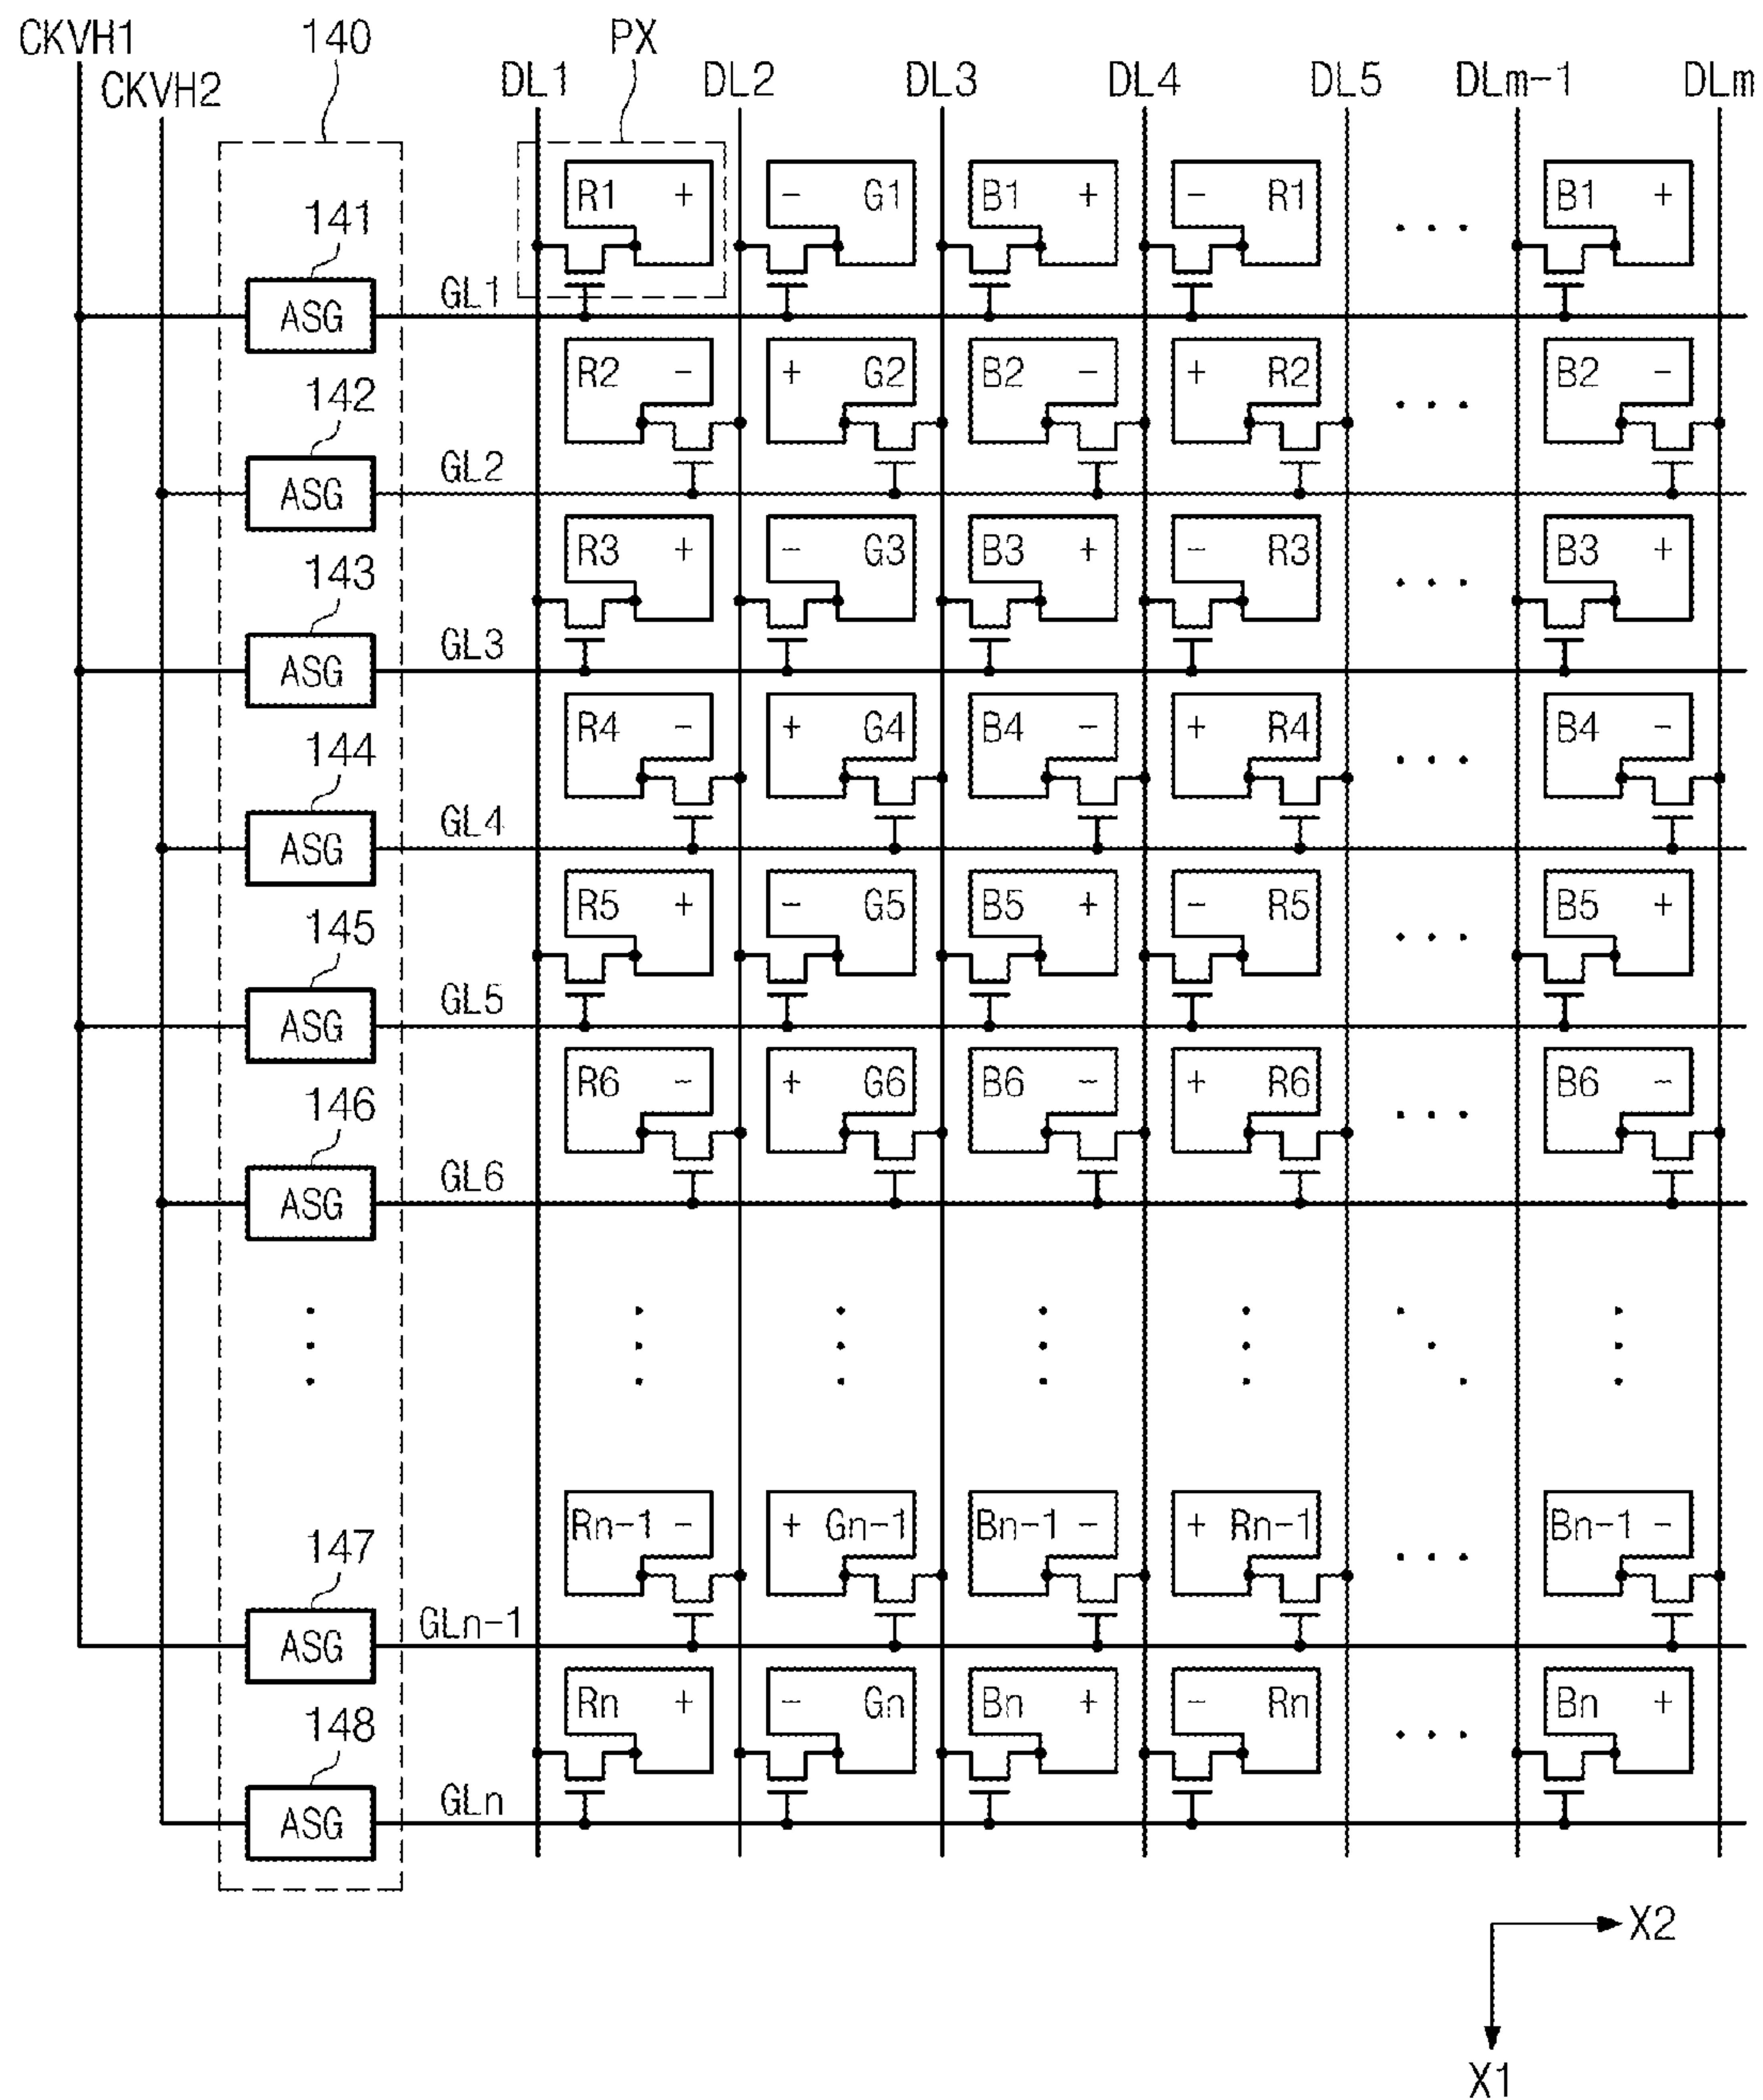 CKVH1 140 PX
CKVH2 DL1 DL2 DL3 DL4 DL5 DLm-1 DLm
R1 + - G1 B1 + - R1 ... B1 +
141
ASG GL1
R2 - + G2 B2 - + R2 ... B2 -
142
ASG GL2
R3 + - G3 B3 + - R3 ... B3 +
143
ASG GL3
R4 - + G4 B4 - + R4 ... B4 -
144
ASG GL4
R5 + - G5 B5 + - R5 ... B5 +
145
ASG GL5
R6 - + G6 B6 - + R6 ... B6 -
146
ASG GL6
Rn-1 - + Gn-1 Bn-1 - + Rn-1 ... Bn-1 -
147
ASG GLn-1
Rn + - Gn Bn + - Rn ... Bn +
148
ASG GLn
X2
X1